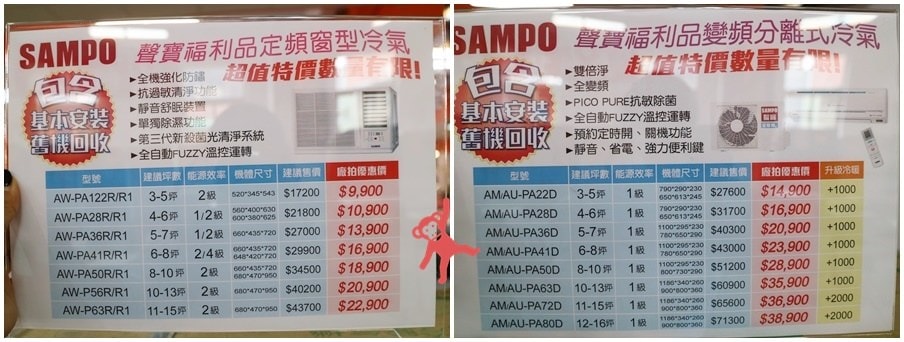 SAMPO
聲寶福利品定頻窗型冷氣
超值特價數量有限!
包含
基本安裝
舊機回收
▶全機強化防鏽
▶抗過敏清淨功能
▶靜音舒眠裝置
▶單獨除濕功能
▶第三代新殺菌光清淨系統
▶全自動FUZZY溫控運轉
型號 建議坪數 能源效率 機體尺寸 建議售價 廠拍優惠價
AW-PA122R/R1 3-5坪 2級 520*345*543 $17200 $9,900
AW-PA28R/R1 4-6坪 1/2級 560*400*630 600*380*625 $21800 $10,900
AW-PA36R/R1 5-7坪 1/2級 660*435*720 $27000 $13,900
AW-PA41R/R1 6-8坪 2/4級 660*435*720 648*420*720 $29900 $16,900
AW-PA50R/R1 8-10坪 2級 660*435*720 680*470*950 $34500 $18,900
AW-P56R/R1 10-13坪 2級 680*470*950 $40200 $20,900
AW-P63R/R1 11-15坪 2級 680*470*950 $43700 $22,900
SAMPO
聲寶福利品變頻分離式冷氣
超值特價數量有限!
包含
基本安裝
舊機回收
▶雙倍淨
▶全變頻
▶PICO PURE抗敏除菌
▶全自動FUZZY溫控運轉
▶預約定時開、關機功能
▶靜音、省電、強力便利鍵
SAMPO
型號 建議坪數 能源效率 機體尺寸 建議售價 廠拍優惠價 升級冷暖
AM/AU-PA22D 3-5坪 1級 790*290*230 650*613*245 $27600 $14,900 +1000
AM/AU-PA28D 4-6坪 1級 790*290*230 650*613*245 $31700 $16,900 +1000
AM/AU-PA36D 5-7坪 1級 1100*295*230 780*650*290 $40300 $20,900 +1000
AM/AU-PA41D 6-8坪 1級 1100*295*230 780*650*290 $43000 $23,900 +1000
AM/AU-PA50D 8-10坪 1級 1100*295*230 800*730*290 $51200 $28,900 +1000
AM/AU-PA63D 10-13坪 1級 1186*340*260 900*800*360 $60900 $35,900 +1000
AM/AU-PA72D 11-15坪 1級 1186*340*260 900*800*360 $65600 $36,900 +2000
AM/AU-PA80D 12-16坪 1級 1186*340*260 900*800*360 $71300 $38,900 +2000